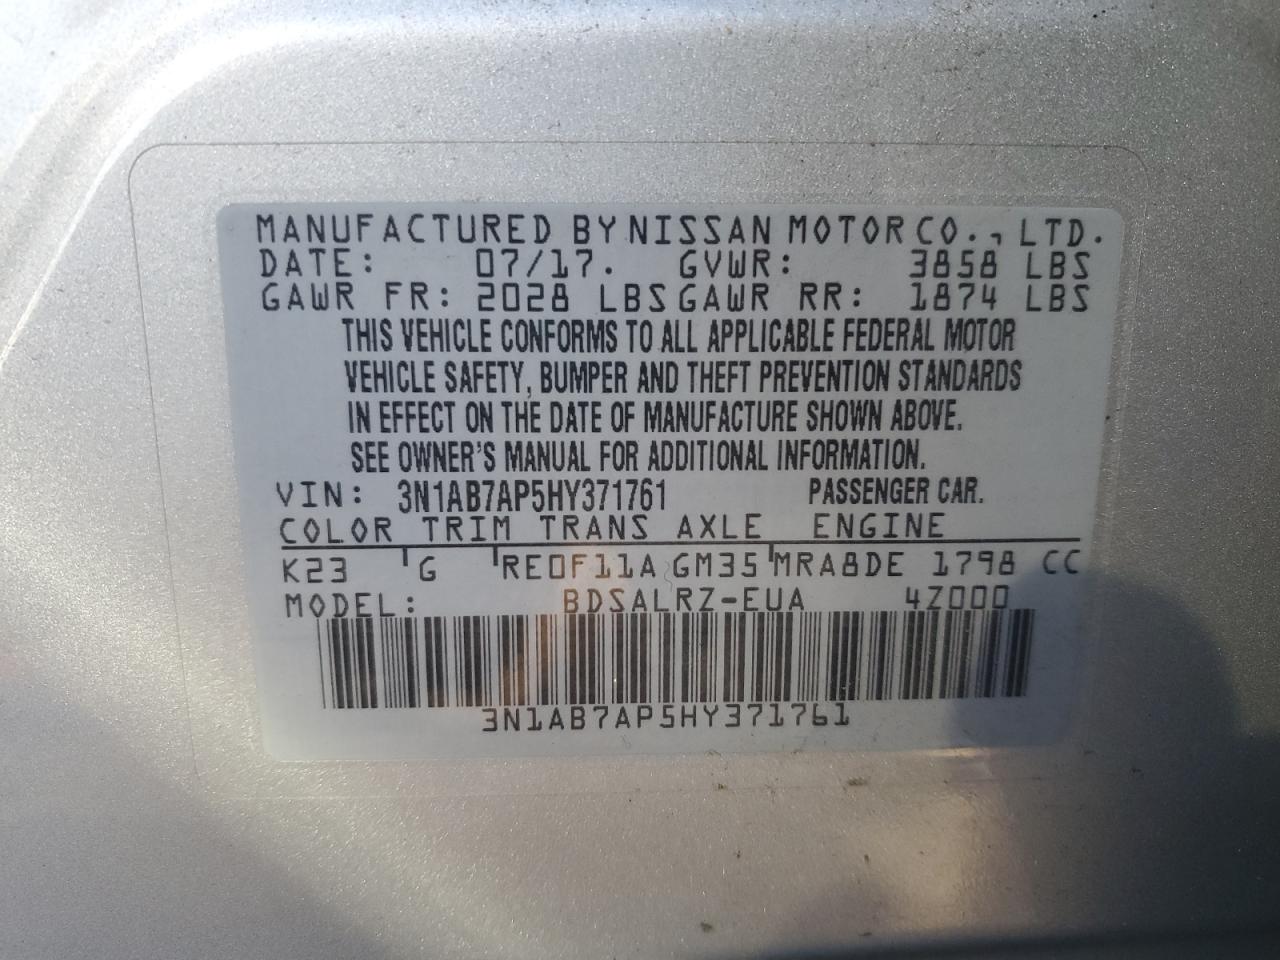 MANUFACTURED BY NISSAN MOTOR CO., LTD.
DATE: 07/17. GVWR: 3858 LBS
GAWR FR: 2028 LBS GAWR RR: 1874 LBS
THIS VEHICLE CONFORMS TO ALL APPLICABLE FEDERAL MOTOR
VEHICLE SAFETY, BUMPER AND THEFT PREVENTION STANDARDS
IN EFFECT ON THE DATE OF MANUFACTURE SHOWN ABOVE.
SEE OWNER'S MANUAL FOR ADDITIONAL INFORMATION.
VIN: 3N1AB7AP5HY371761 PASSENGER CAR.
COLOR TRIM TRANS AXLE ENGINE
K23 G RE0F11A GM35 MRA8DE 1798 CC
MODEL: BDSALRZ-EUA 4Z000
3N1AB7AP5HY371761